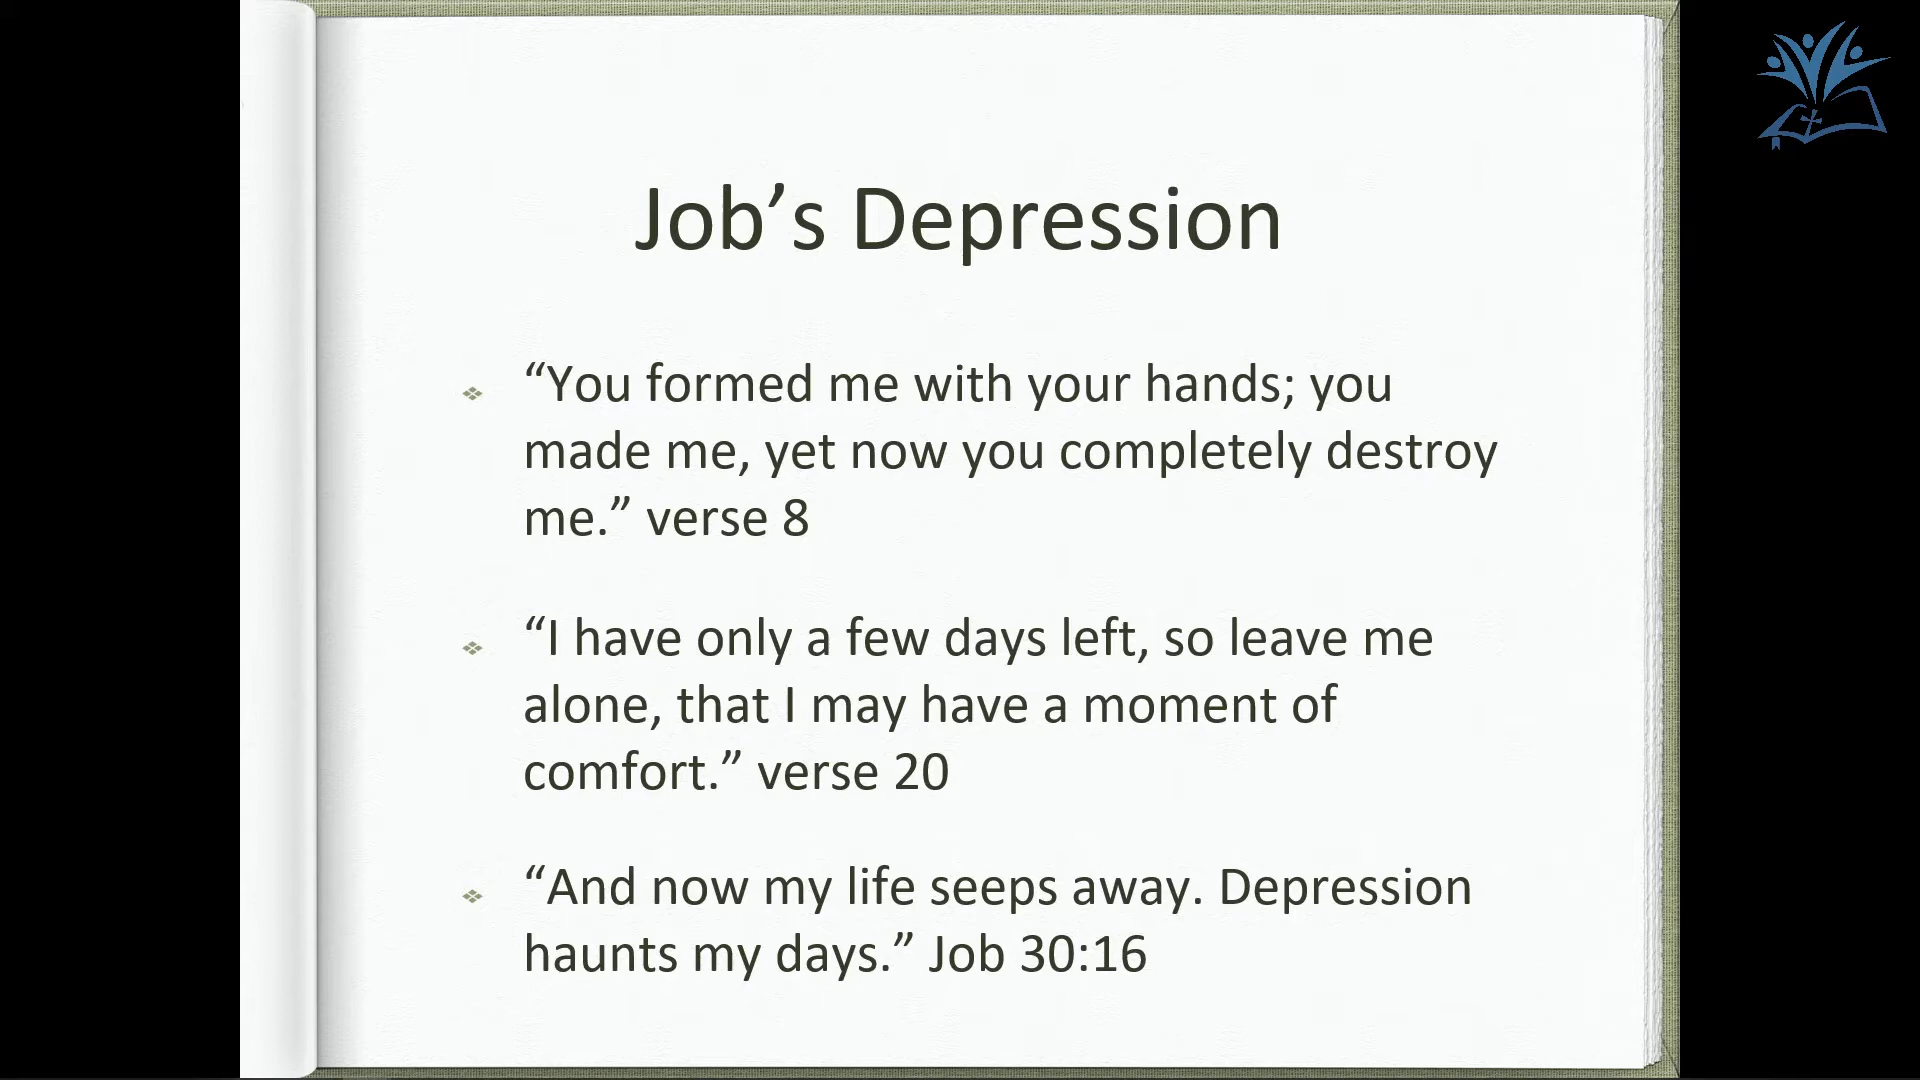 Job’s Depression
“You formed me with your hands; you
made me, yet now you completely destroy
me.” verse 8
“I have only a few days left, so leave me
alone, that I may have a moment of
comfort.” verse 20
“And now my life seeps away. Depression
haunts my days.” Job 30:16